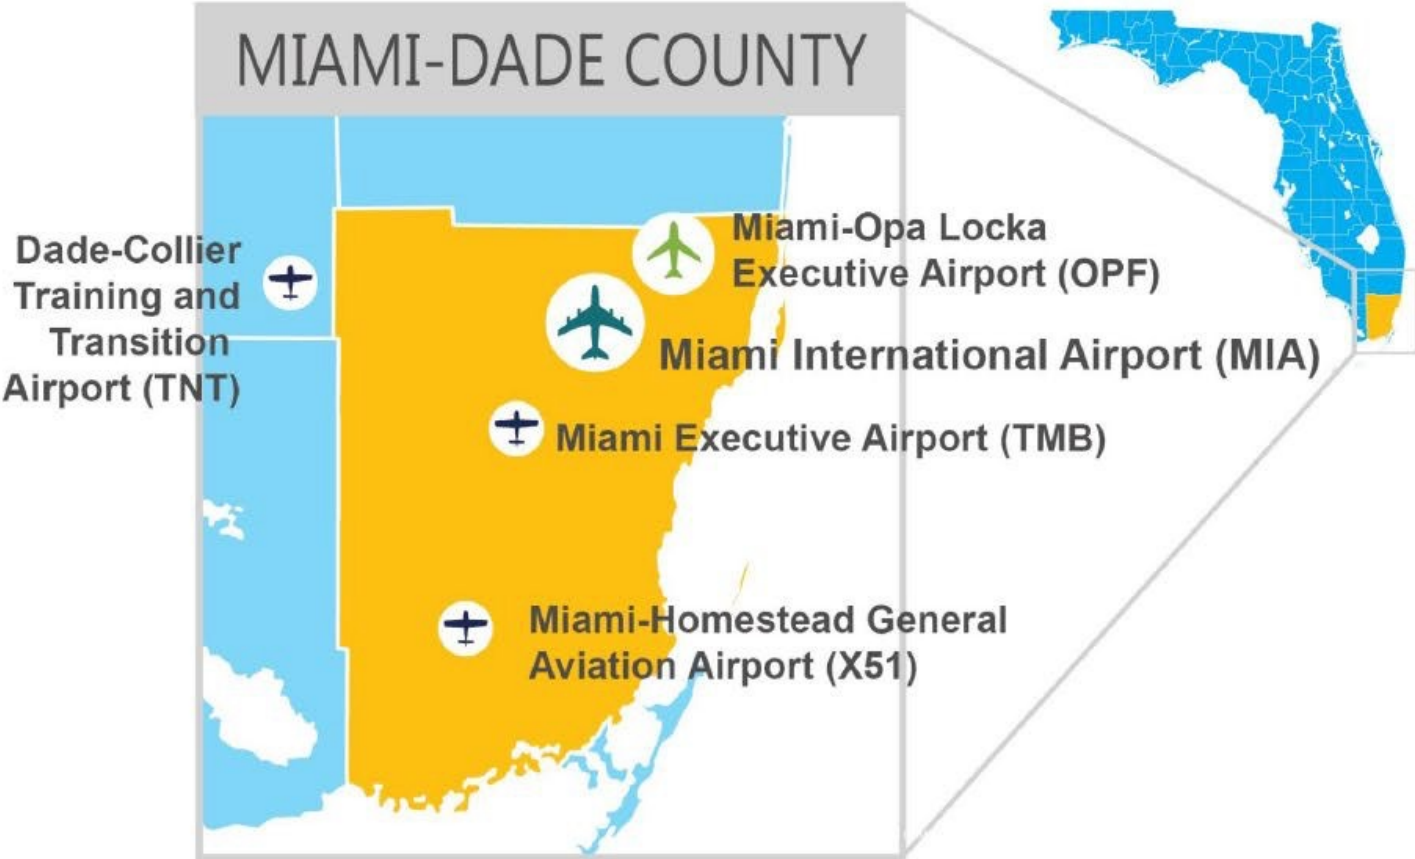 MIAMI-DADE COUNTY
Dade-Collier
Training and
Transition
Airport (TNT)
Miami-Opa Locka
Executive Airport (OPF)
Miami International Airport (MIA)
Miami Executive Airport (TMB)
Miami-Homestead General
Aviation Airport (X51)